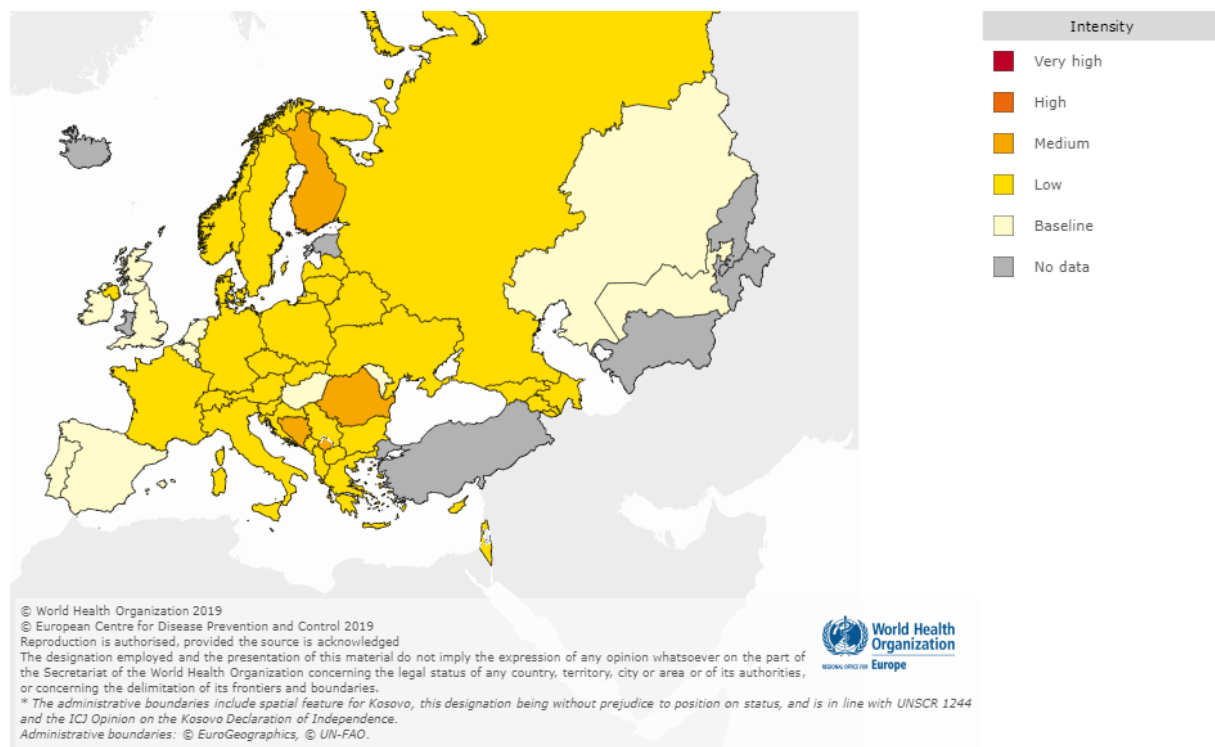 Intensity
Very high
High
Medium
Low
Baseline
No data
© World Health Organization 2019
© European Centre for Disease Prevention and Control 2019
Reproduction is authorised, provided the source is acknowledged
The designation employed and the presentation of this material do not imply the expression of any opinion whatsoever on the part of
the Secretariat of the World Health Organization concerning the legal status of any country, territory, city or area or of its authorities,
or concerning the delimitation of its frontiers and boundaries.
* The administrative boundaries include spatial feature for Kosovo, this designation being without prejudice to position on status, and is in line with UNSCR 1244
and the ICJ Opinion on the Kosovo Declaration of Independence.
Administrative boundaries: © EuroGeographics, © UN-FAO.
World Health
Organization
REGIONAL OFFICE FOR Europe